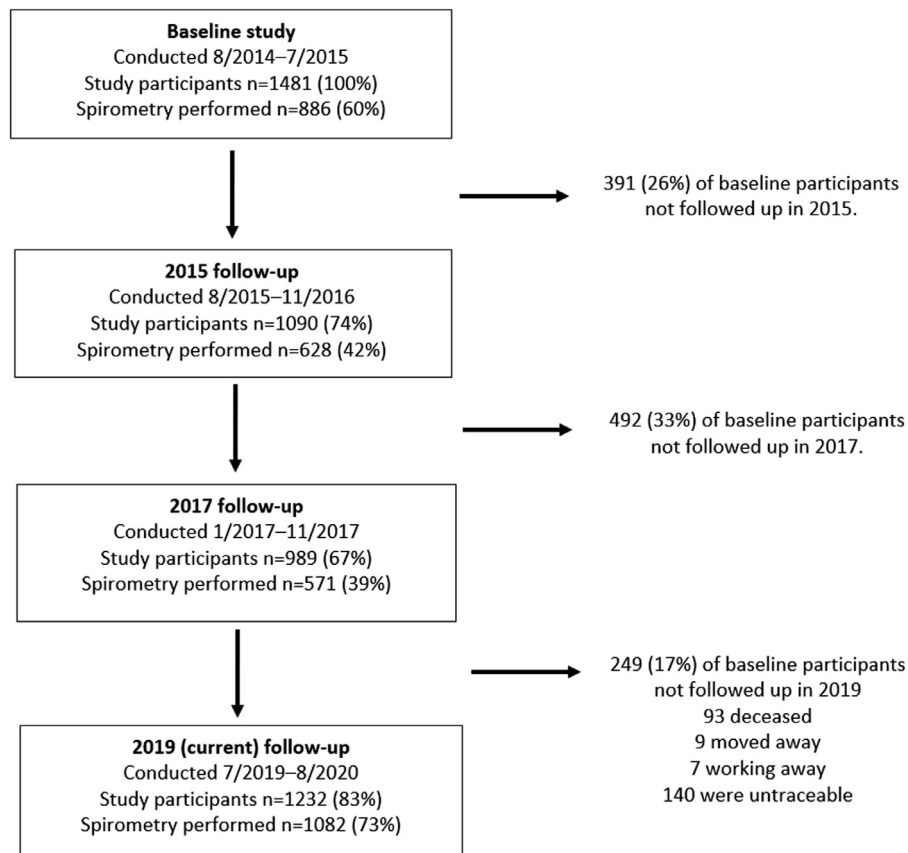 Baseline study
Conducted 8/2014–7/2015
Study participants n=1481 (100%)
Spirometry performed n=886 (60%)
391 (26%) of baseline participants
not followed up in 2015.
2015 follow-up
Conducted 8/2015–11/2016
Study participants n=1090 (74%)
Spirometry performed n=628 (42%)
492 (33%) of baseline participants
not followed up in 2017.
2017 follow-up
Conducted 1/2017–11/2017
Study participants n=989 (67%)
Spirometry performed n=571 (39%)
249 (17%) of baseline participants
not followed up in 2019
93 deceased
9 moved away
7 working away
140 were untraceable
2019 (current) follow-up
Conducted 7/2019–8/2020
Study participants n=1232 (83%)
Spirometry performed n=1082 (73%)